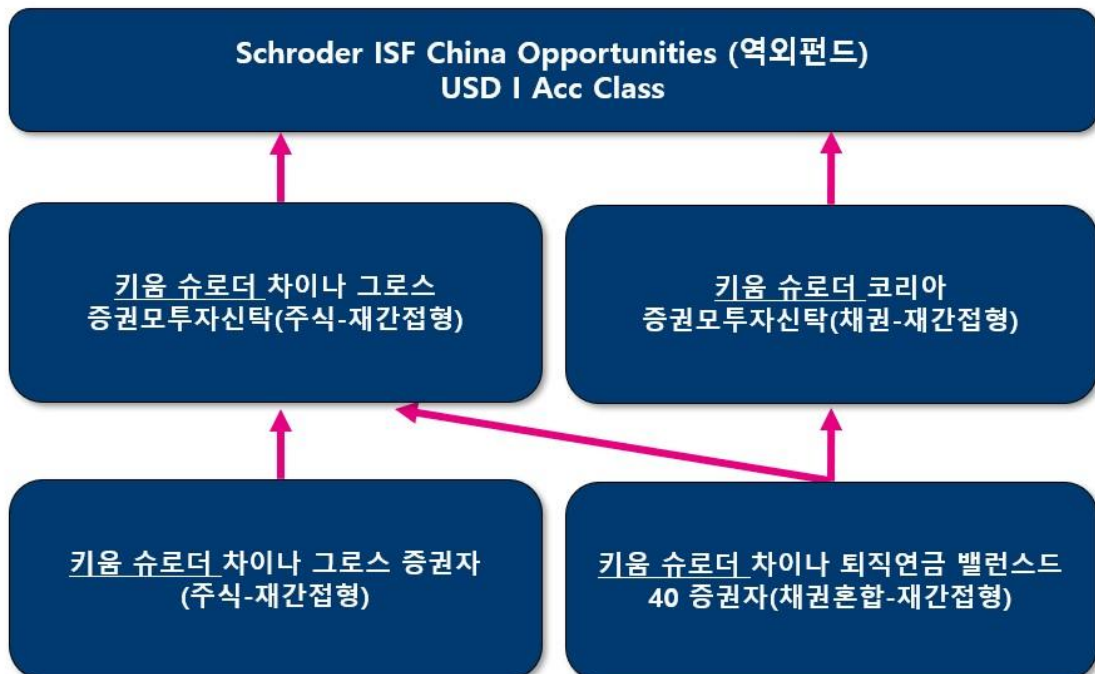 Schroder ISF China Opportunities (역외펀드)
USD I Acc Class
키움 슈로더 차이나 그로스
증권모투자신탁(주식-재간접형)
키움 슈로더 코리아
증권모투자신탁(채권-재간접형)
키움 슈로더 차이나 그로스 증권자
(주식-재간접형)
키움 슈로더 차이나 퇴직연금 밸런스드
40 증권자(채권혼합-재간접형)